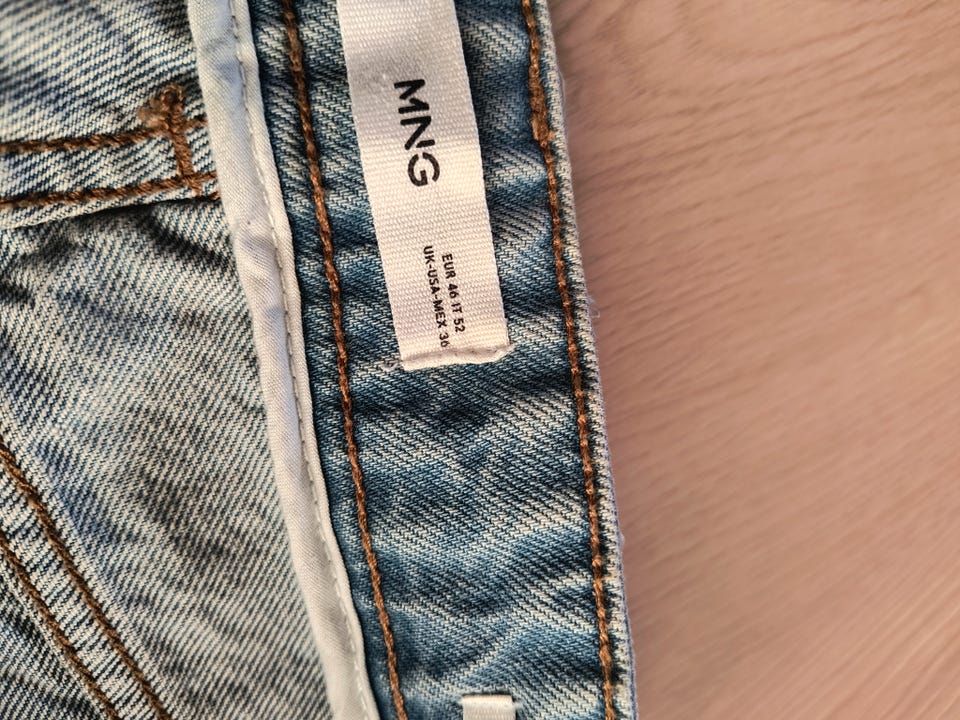 MNG
EUR 46 IT 52
UK-USA-MEX 36